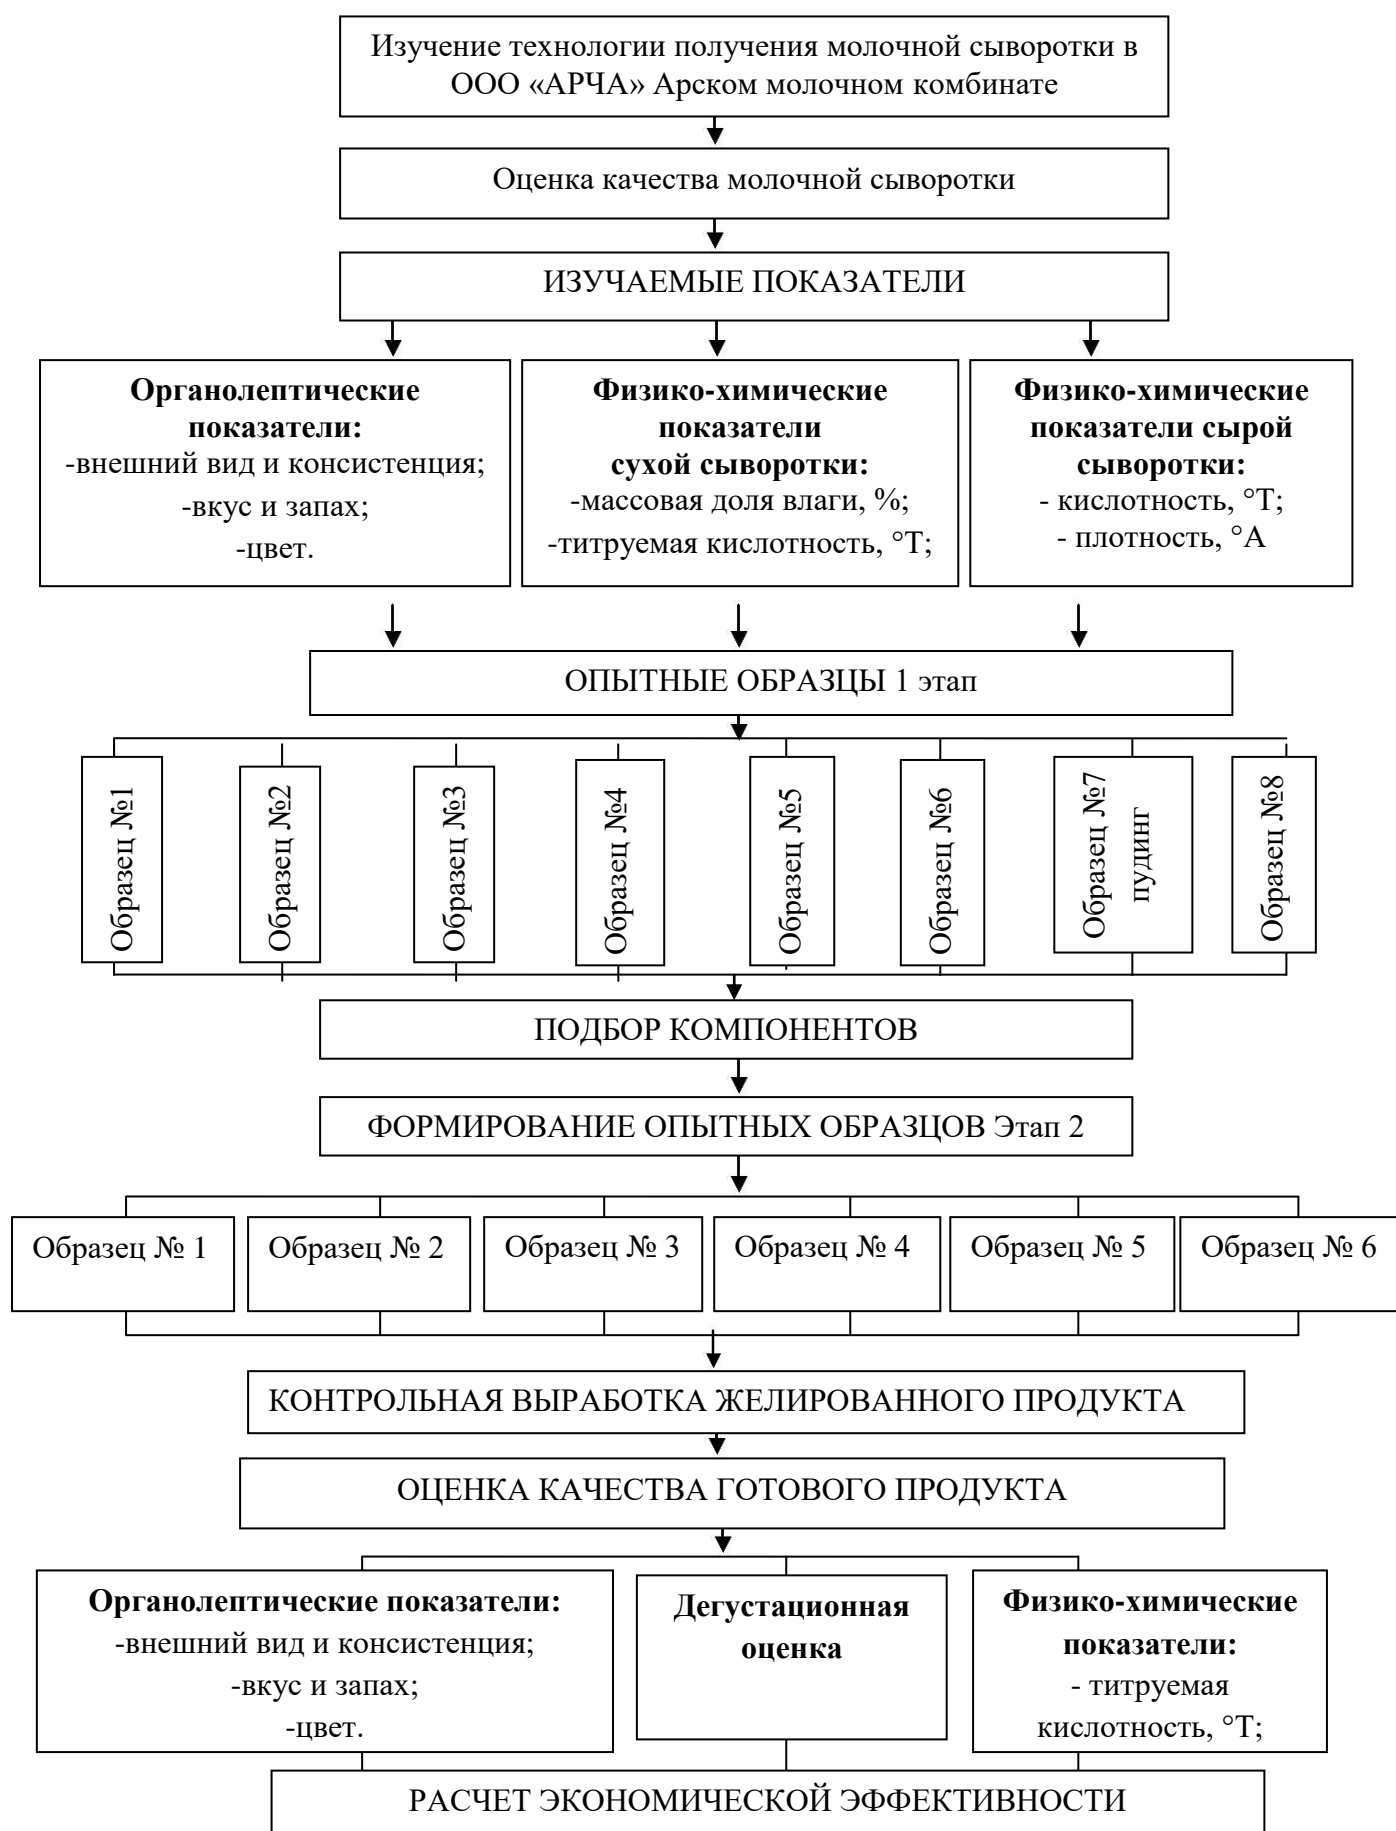 Изучение технологии получения молочной сыворотки в
ООО «АРЧА» Арском молочном комбинате
Оценка качества молочной сыворотки
ИЗУЧАЕМЫЕ ПОКАЗАТЕЛИ
Органолептические
показатели:
-внешний вид и консистенция;
-вкус и запах;
-цвет.
Физико-химические
показатели
сухой сыворотки:
-массовая доля влаги, %;
-титруемая кислотность, °Т;
Физико-химические
показатели сырой
сыворотки:
- кислотность, °Т;
- плотность, °А
ОПЫТНЫЕ ОБРАЗЦЫ 1 этап
Образец №1
Образец №2
Образец №3
Образец №4
Образец №5
Образец №6
Образец №7
пудинг
Образец №8
ПОДБОР КОМПОНЕНТОВ
ФОРМИРОВАНИЕ ОПЫТНЫХ ОБРАЗЦОВ Этап 2
Образец № 1
Образец № 2
Образец № 3
Образец № 4
Образец № 5
Образец № 6
КОНТРОЛЬНАЯ ВЫРАБОТКА ЖЕЛИРОВАННОГО ПРОДУКТА
ОЦЕНКА КАЧЕСТВА ГОТОВОГО ПРОДУКТА
Органолептические показатели:
-внешний вид и консистенция;
-вкус и запах;
-цвет.
Дегустационная
оценка
Физико-химические
показатели:
- титруемая
кислотность, °Т;
РАСЧЕТ ЭКОНОМИЧЕСКОЙ ЭФФЕКТИВНОСТИ